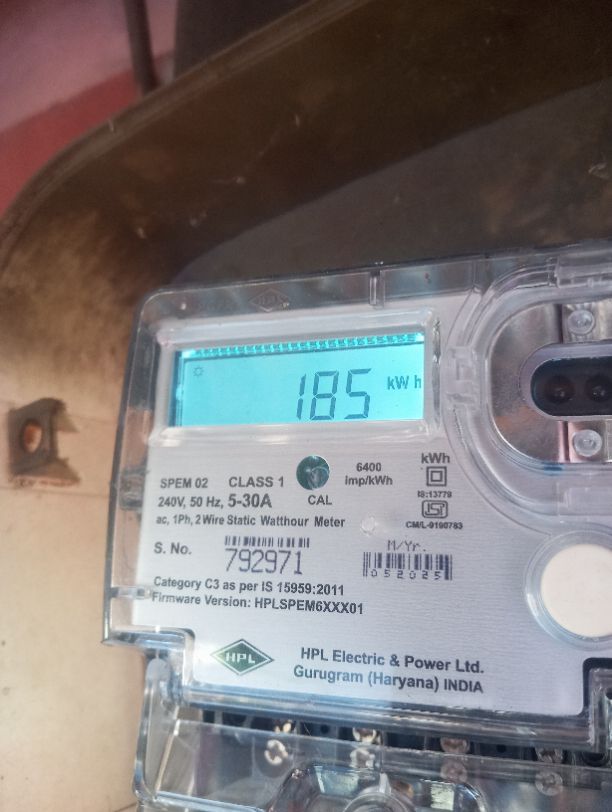 185 kWh
SPEM 02 CLASS 1 6400 imp/kWh kWh
240V, 50 Hz, 5-30A CAL IS:13779
ac, 1Ph, 2 Wire Static Watthour Meter CM/L-9190783
S. No. 792971 M/Yr. 052025
Category C3 as per IS 15959:2011
Firmware Version: HPLSPEM6XXX01
HPL
HPL Electric & Power Ltd.
Gurugram (Haryana) INDIA